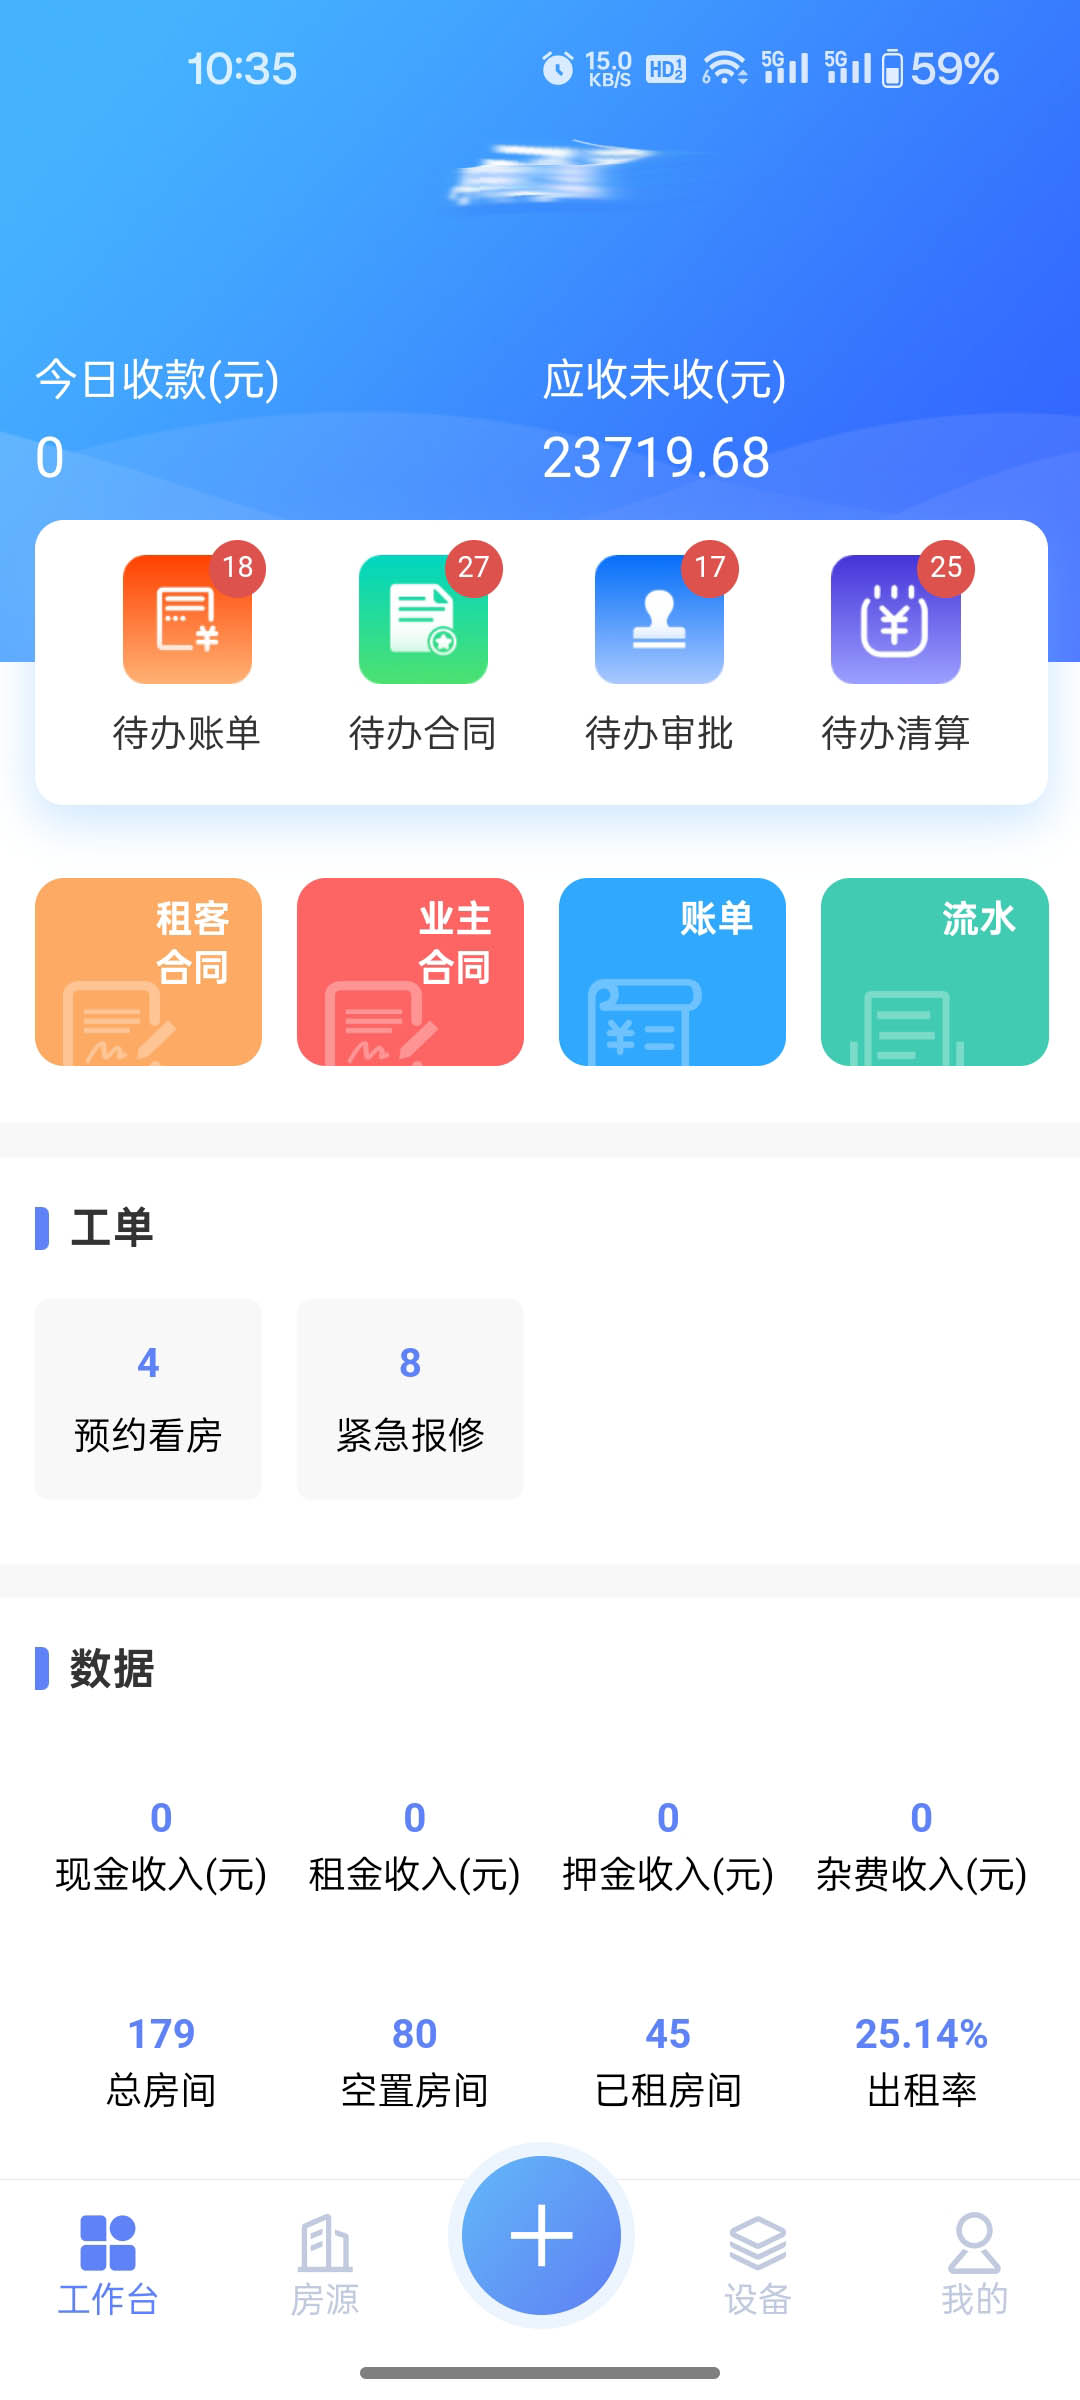 10:35
15.0 KB/S HD 1 2 6 5G 5G 59%
今日收款(元) 应收未收(元)
0 23719.68
18 27 17 25
待办账单 待办合同 待办审批 待办清算
租客 业主 账单 流水
合同 合同
工单
4 8
预约看房 紧急报修
数据
0 0 0 0
现金收入(元) 租金收入(元) 押金收入(元) 杂费收入(元)
179 80 45 25.14%
总房间 空置房间 已租房间 出租率
工作台 房源 设备 我的